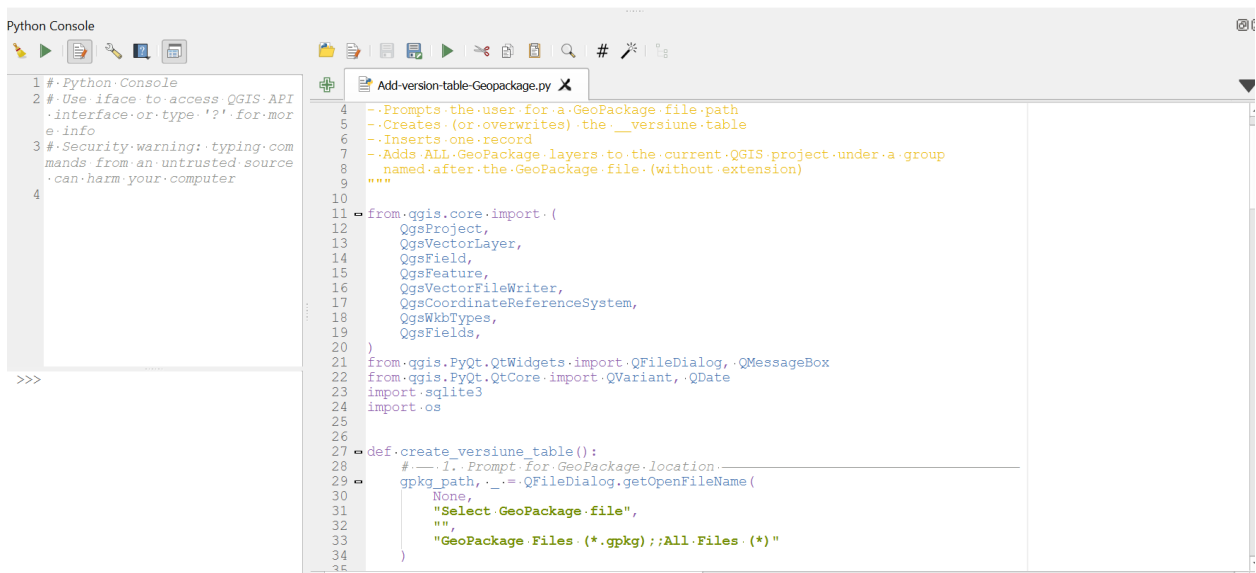 Python Console
1 # Python Console
2 # Use iface to access QGIS API
interface or type '?' for mor
e info
3 # Security warning: typing com
mands from an untrusted source
can harm your computer
4
>>>
Add-version-table-Geopackage.py
4 - Prompts the user for a GeoPackage file path
5 - Creates (or overwrites) the __versiune table
6 - Inserts one record
7 - Adds ALL GeoPackage layers to the current QGIS project under a group
8   named after the GeoPackage file (without extension)
9 """
10
11 from qgis.core import (
12     QgsProject,
13     QgsVectorLayer,
14     QgsField,
15     QgsFeature,
16     QgsVectorFileWriter,
17     QgsCoordinateReferenceSystem,
18     QgsWkbTypes,
19     QgsFields,
20 )
21 from qgis.PyQt.QtWidgets import QFileDialog, QMessageBox
22 from qgis.PyQt.QtCore import QVariant, QDate
23 import sqlite3
24 import os
25
26
27 def create_versiune_table():
28     # — 1. Prompt for GeoPackage location —
29     gpkg_path, _ = QFileDialog.getOpenFileName(
30         None,
31         "Select GeoPackage file",
32         "",
33         "GeoPackage Files (*.gpkg);;All Files (*)"
34     )
35